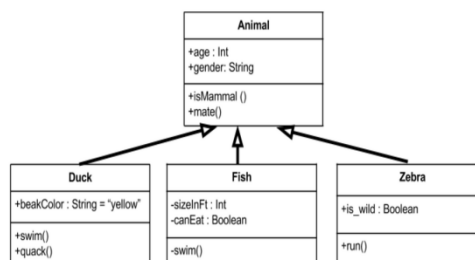 Animal
+age : Int
+gender: String
+isMammal ()
+mate()
Duck
+beakColor : String = “yellow”
+swim()
+quack()
Fish
-sizeInFt : Int
-canEat : Boolean
-swim()
Zebra
+is_wild : Boolean
+run()